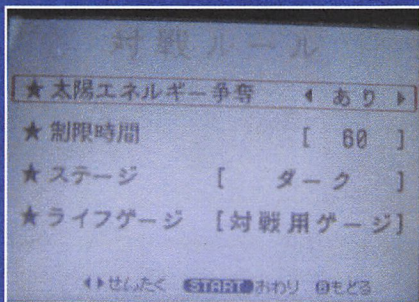 対戦ルール
★太陽エネルギー争奪 ◀ あり ▶
★制限時間 [ 60 ]
★ステージ [ ダーク ]
★ライフゲージ [対戦用ゲージ]
◀▶せんたく START おわり Bもどる